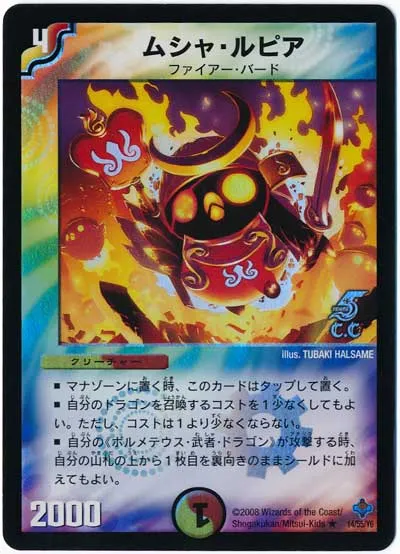 4
ムシャ・ルピア
ファイアー・バード
YEARS 5
C.C
illus. TUBAKI HALSAME
クリーチャー
■ マナゾーンに置く時、このカードはタップして置く。
■ 自分のドラゴンを召喚するコストを1少なくしてもよ
い。ただし、コストは1より少なくならない。
■ 自分の《ボルメテウス・武者・ドラゴン》が攻撃する時、
自分の山札の上から1枚目を裏向きのままシールドに加
えてもよい。
2000
1
©2008 Wizards of the Coast/
Shogakukan/Mitsui-Kids ★ 14/55/Y6